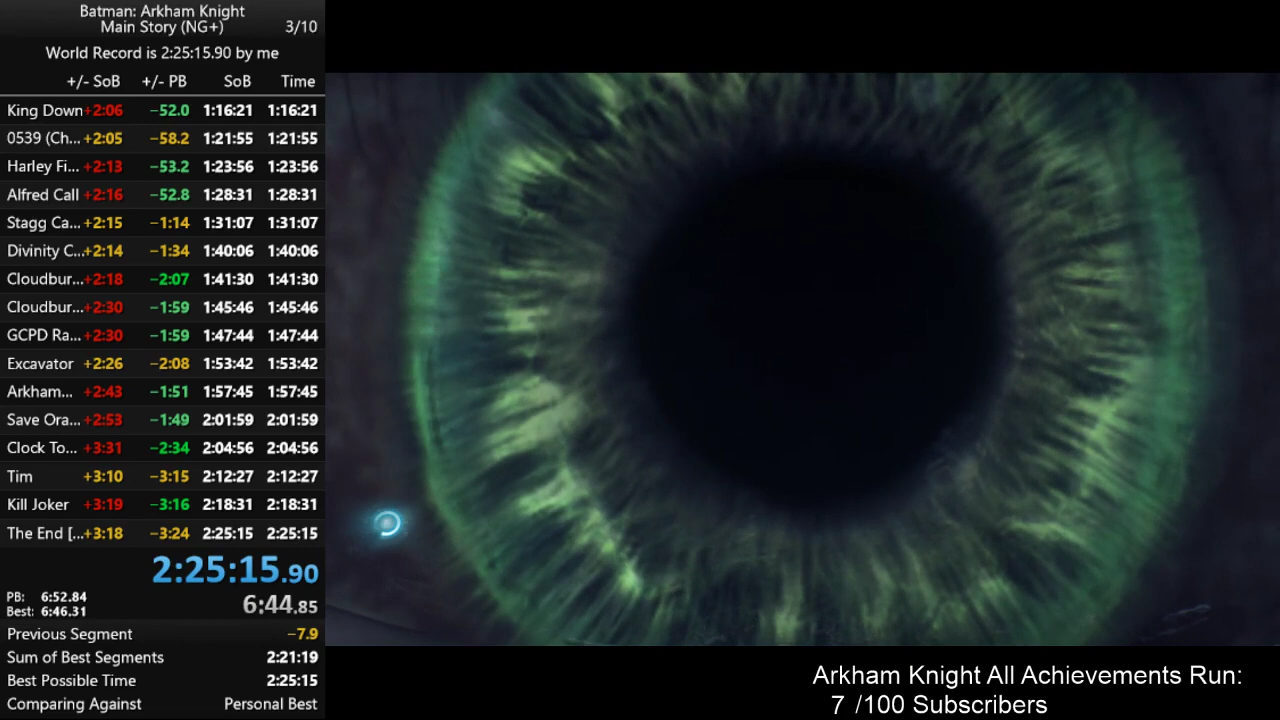 Batman: Arkham Knight
Main Story (NG+) 3/10
World Record is 2:25:15.90 by me
+/- SoB +/- PB SoB Time
King Down +2:06 −52.0 1:16:21 1:16:21
0539 (Ch... +2:05 −58.2 1:21:55 1:21:55
Harley Fi... +2:13 −53.2 1:23:56 1:23:56
Alfred Call +2:16 −52.8 1:28:31 1:28:31
Stagg Ca... +2:15 −1:14 1:31:07 1:31:07
Divinity C... +2:14 −1:34 1:40:06 1:40:06
Cloudbur... +2:18 −2:07 1:41:30 1:41:30
Cloudbur... +2:30 −1:59 1:45:46 1:45:46
GCPD Ra... +2:30 −1:59 1:47:44 1:47:44
Excavator +2:26 −2:08 1:53:42 1:53:42
Arkham... +2:43 −1:51 1:57:45 1:57:45
Save Ora... +2:53 −1:49 2:01:59 2:01:59
Clock To... +3:31 −2:34 2:04:56 2:04:56
Tim +3:10 −3:15 2:12:27 2:12:27
Kill Joker +3:19 −3:16 2:18:31 2:18:31
The End [... +3:18 −3:24 2:25:15 2:25:15
2:25:15.90
PB: 6:52.84
Best: 6:46.31
6:44.85
Previous Segment −7.9
Sum of Best Segments 2:21:19
Best Possible Time 2:25:15
Comparing Against Personal Best
Arkham Knight All Achievements Run:
7 /100 Subscribers